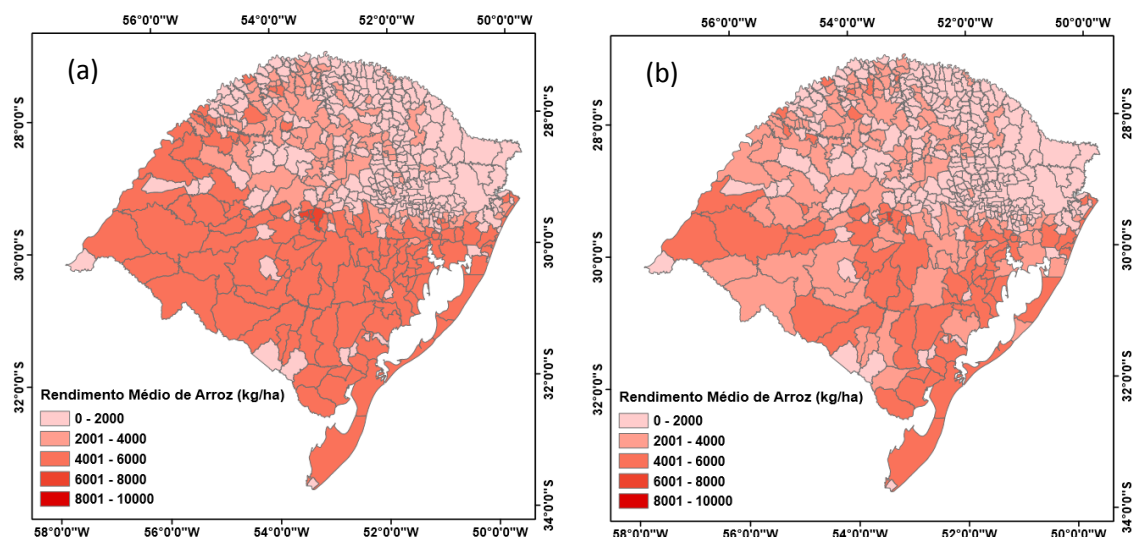 56°0'0"W 54°0'0"W 52°0'0"W 50°0'0"W
(a)
28°0'0"S
28°0'0"S
30°0'0"S
30°0'0"S
32°0'0"S
32°0'0"S
34°0'0"S
Rendimento Médio de Arroz (kg/ha)
0 - 2000
2001 - 4000
4001 - 6000
6001 - 8000
8001 - 10000
58°0'0"W 56°0'0"W 54°0'0"W 52°0'0"W 50°0'0"W
56°0'0"W 54°0'0"W 52°0'0"W 50°0'0"W
(b)
28°0'0"S
28°0'0"S
30°0'0"S
30°0'0"S
32°0'0"S
32°0'0"S
34°0'0"S
Rendimento Médio de Arroz (kg/ha)
0 - 2000
2001 - 4000
4001 - 6000
6001 - 8000
8001 - 10000
58°0'0"W 56°0'0"W 54°0'0"W 52°0'0"W 50°0'0"W